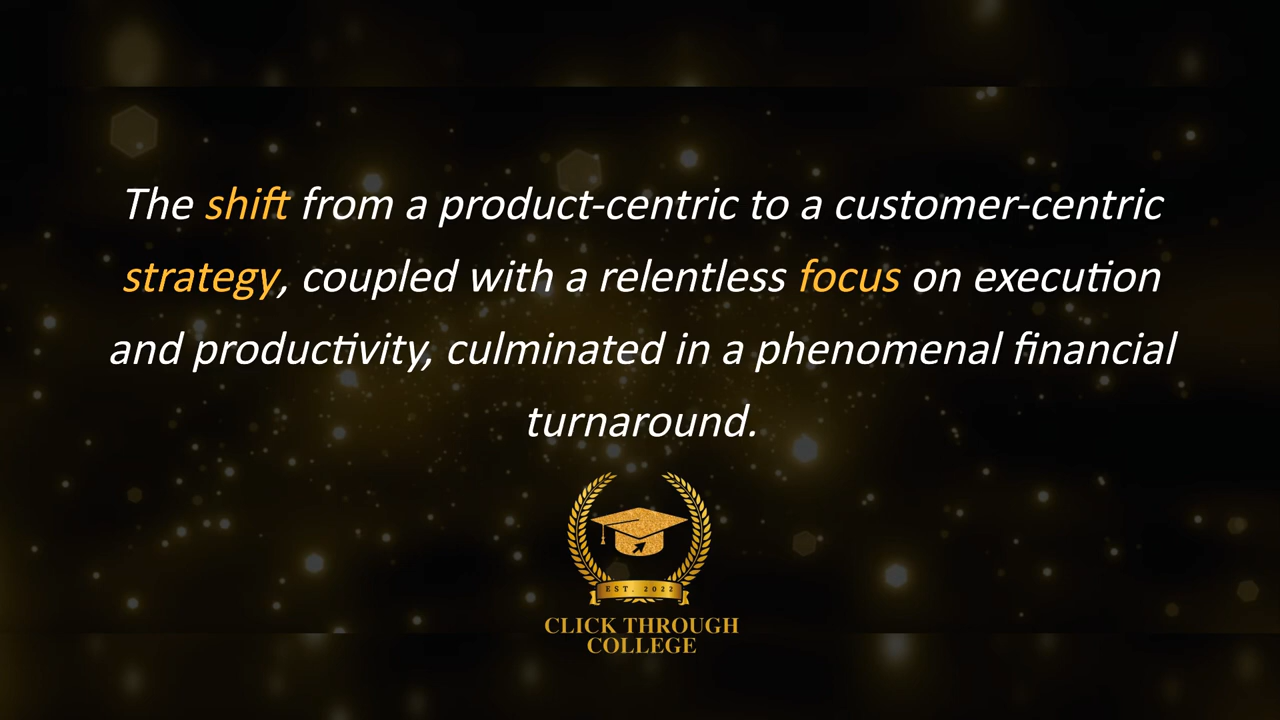 The shift from a product-centric to a customer-centric
strategy, coupled with a relentless focus on execution
and productivity, culminated in a phenomenal financial
turnaround.
EST. 2022
CLICK THROUGH
COLLEGE